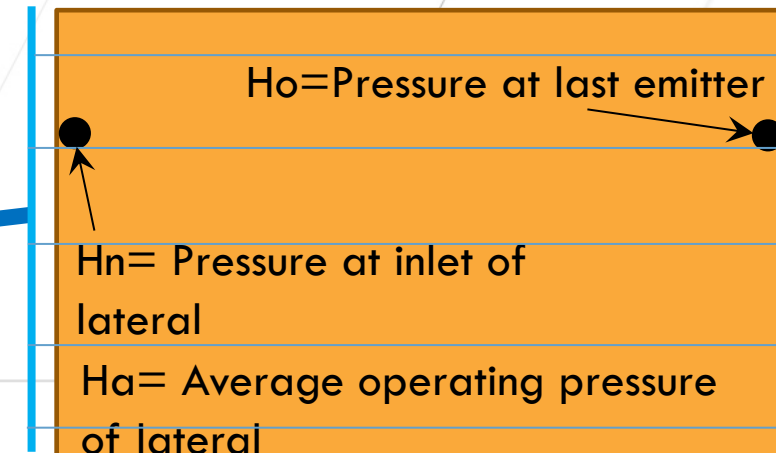 Ho=Pressure at last emitter
Hn= Pressure at inlet of
lateral
Ha= Average operating pressure
of lateral